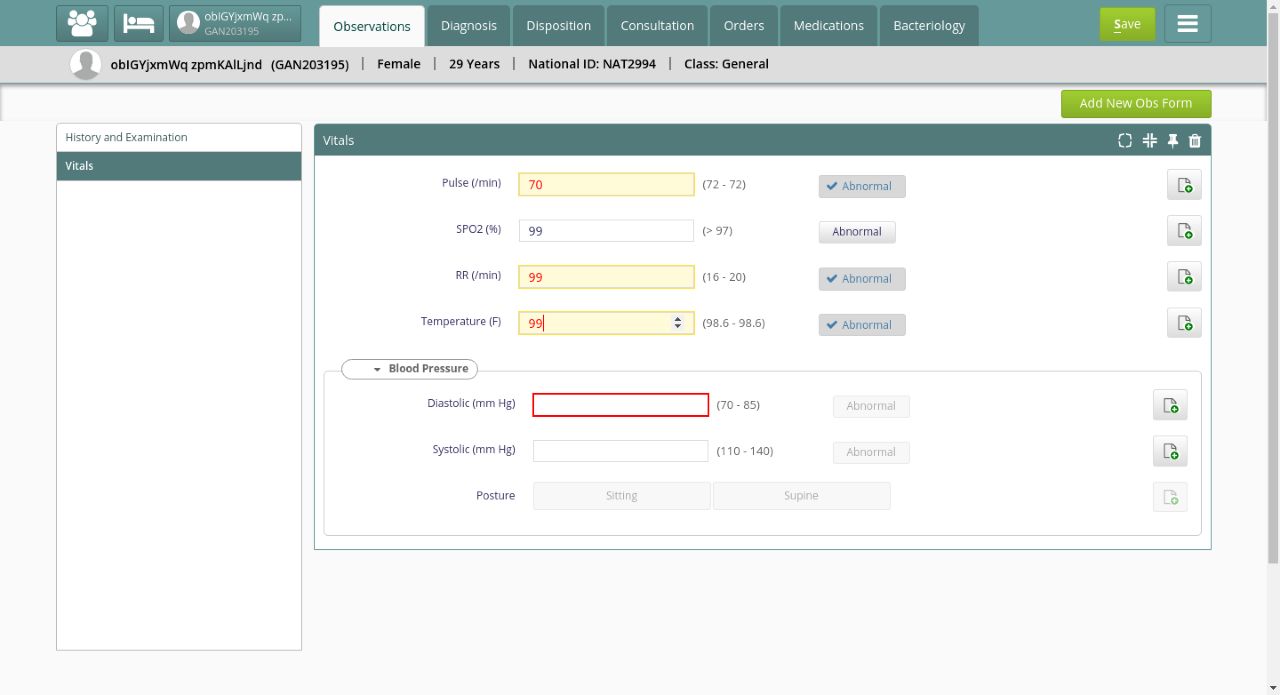 obIGYjxmWq zp...
GAN203195
Observations
Diagnosis
Disposition
Consultation
Orders
Medications
Bacteriology
Save
obIGYjxmWq zpmKAlLjnd (GAN203195) | Female | 29 Years | National ID: NAT2994 | Class: General
Add New Obs Form
History and Examination
Vitals
Vitals
Pulse (/min) 70 (72 - 72) Abnormal
SPO2 (%) 99 (> 97) Abnormal
RR (/min) 99 (16 - 20) Abnormal
Temperature (F) 99 (98.6 - 98.6) Abnormal
Blood Pressure
Diastolic (mm Hg) (70 - 85) Abnormal
Systolic (mm Hg) (110 - 140) Abnormal
Posture Sitting Supine